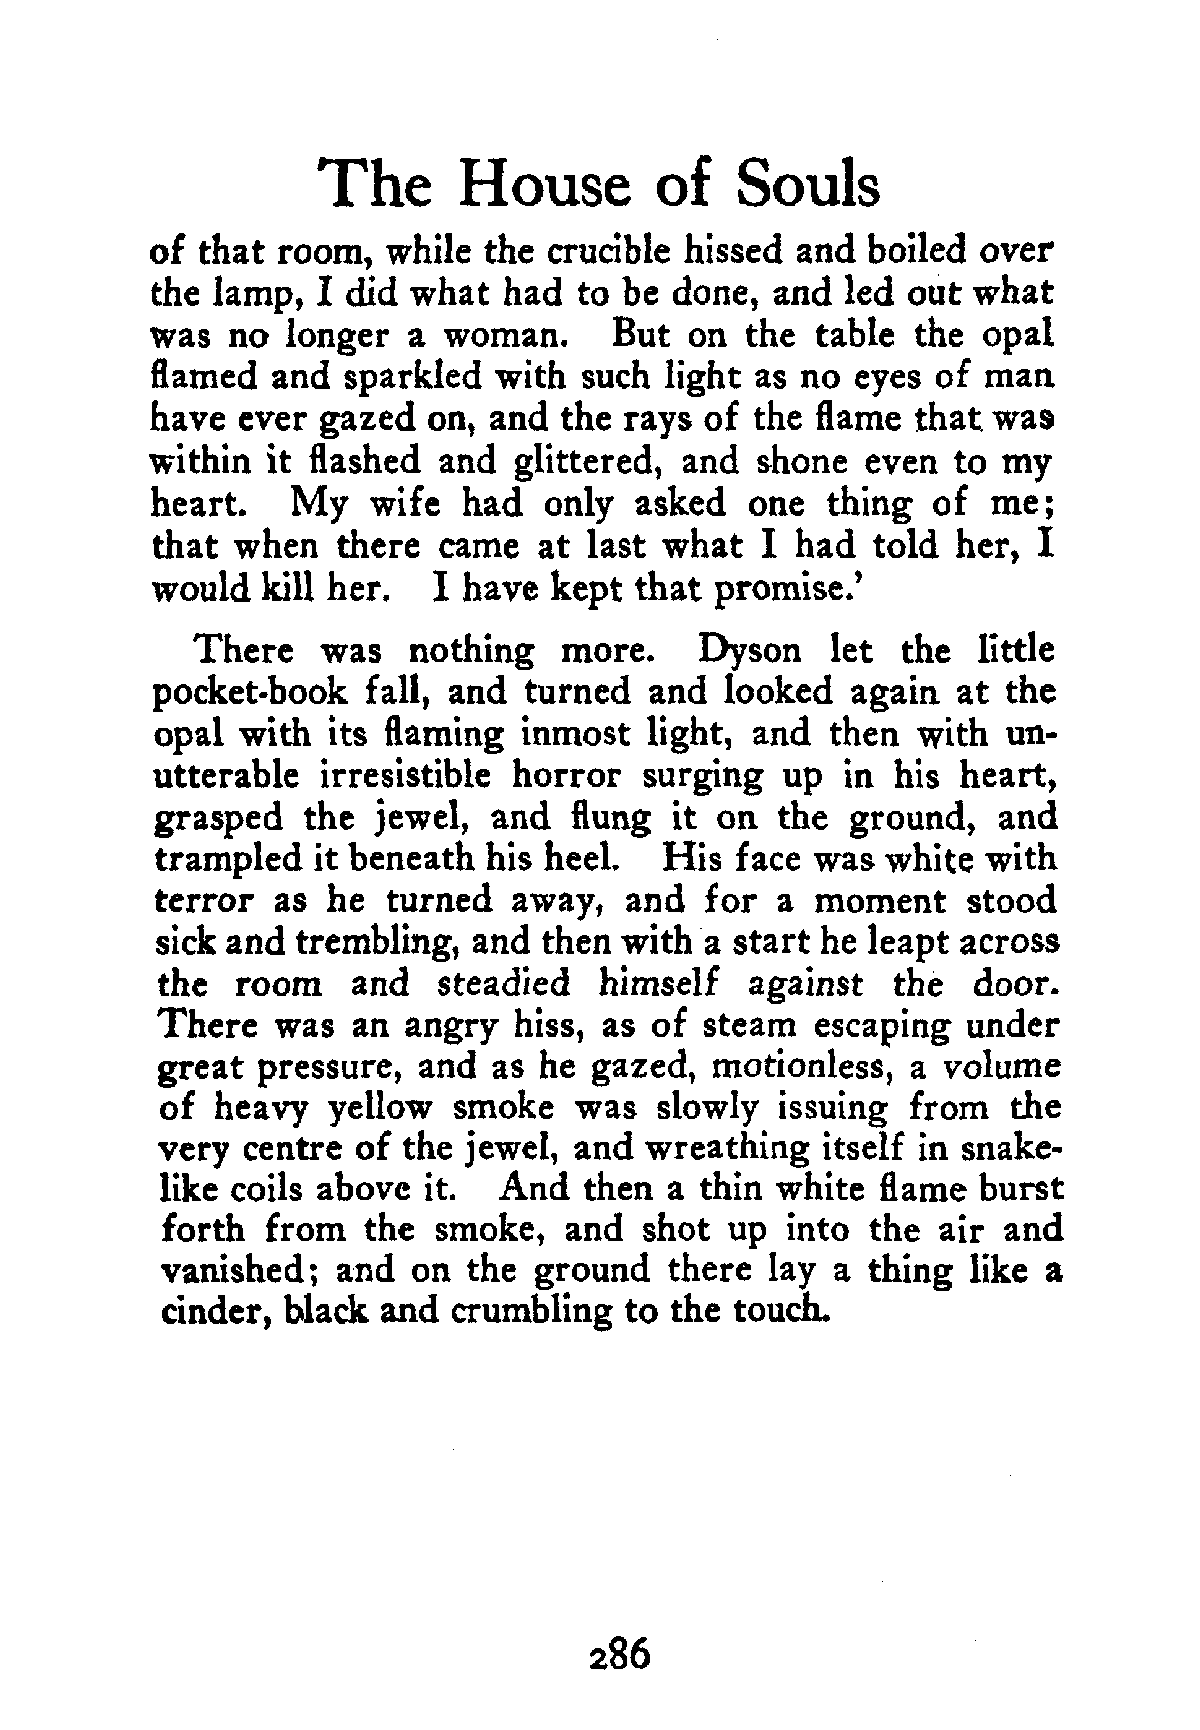 The House of Souls
of that room, while the crucible hissed and boiled over
the lamp, I did what had to be done, and led out what
was no longer a woman. But on the table the opal
flamed and sparkled with such light as no eyes of man
have ever gazed on, and the rays of the flame that was
within it flashed and glittered, and shone even to my
heart. My wife had only asked one thing of me;
that when there came at last what I had told her, I
would kill her. I have kept that promise.’
There was nothing more. Dyson let the little
pocket-book fall, and turned and looked again at the
opal with its flaming inmost light, and then with un-
utterable irresistible horror surging up in his heart,
grasped the jewel, and flung it on the ground, and
trampled it beneath his heel. His face was white with
terror as he turned away, and for a moment stood
sick and trembling, and then with a start he leapt across
the room and steadied himself against the door.
There was an angry hiss, as of steam escaping under
great pressure, and as he gazed, motionless, a volume
of heavy yellow smoke was slowly issuing from the
very centre of the jewel, and wreathing itself in snake-
like coils above it. And then a thin white flame burst
forth from the smoke, and shot up into the air and
vanished; and on the ground there lay a thing like a
cinder, black and crumbling to the touch.
286